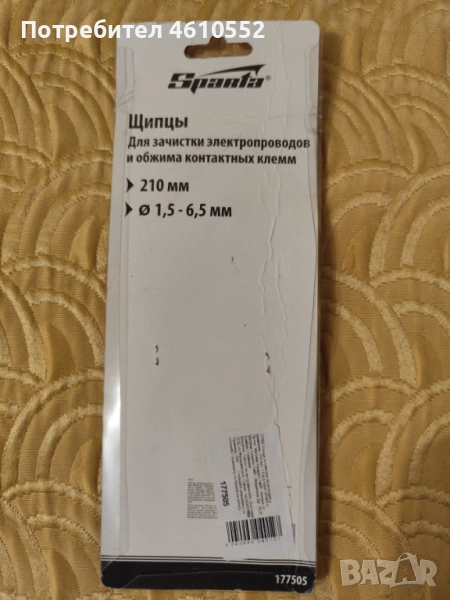 Потребител 4610552
Sparta®
Щипцы
Для зачистки электропроводов
и обжима контактных клемм
210 мм
ø 1,5 - 6,5 мм
177505
177505
BAZAR